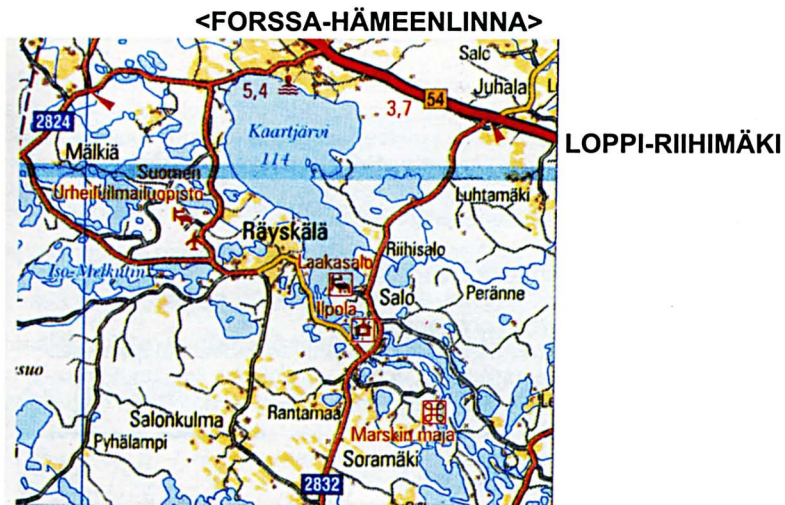 <FORSSA-HÄMEENLINNA>
Salc
5,4
54
Juhala
3,7
2824
Kaartjärvi
114
LOPPI-RIIHIMÄKI
Mälkiä
Suomen
Urheiluilmailuopisto
Luhtamäki
Räyskälä
Riihisalo
Laakasalo
Iso-Melkutin
Salo
Peränne
Ilpola
suo
Salonkulma
Rantamaa
Pyhälampi
Marskin maja
Soramäki
2832